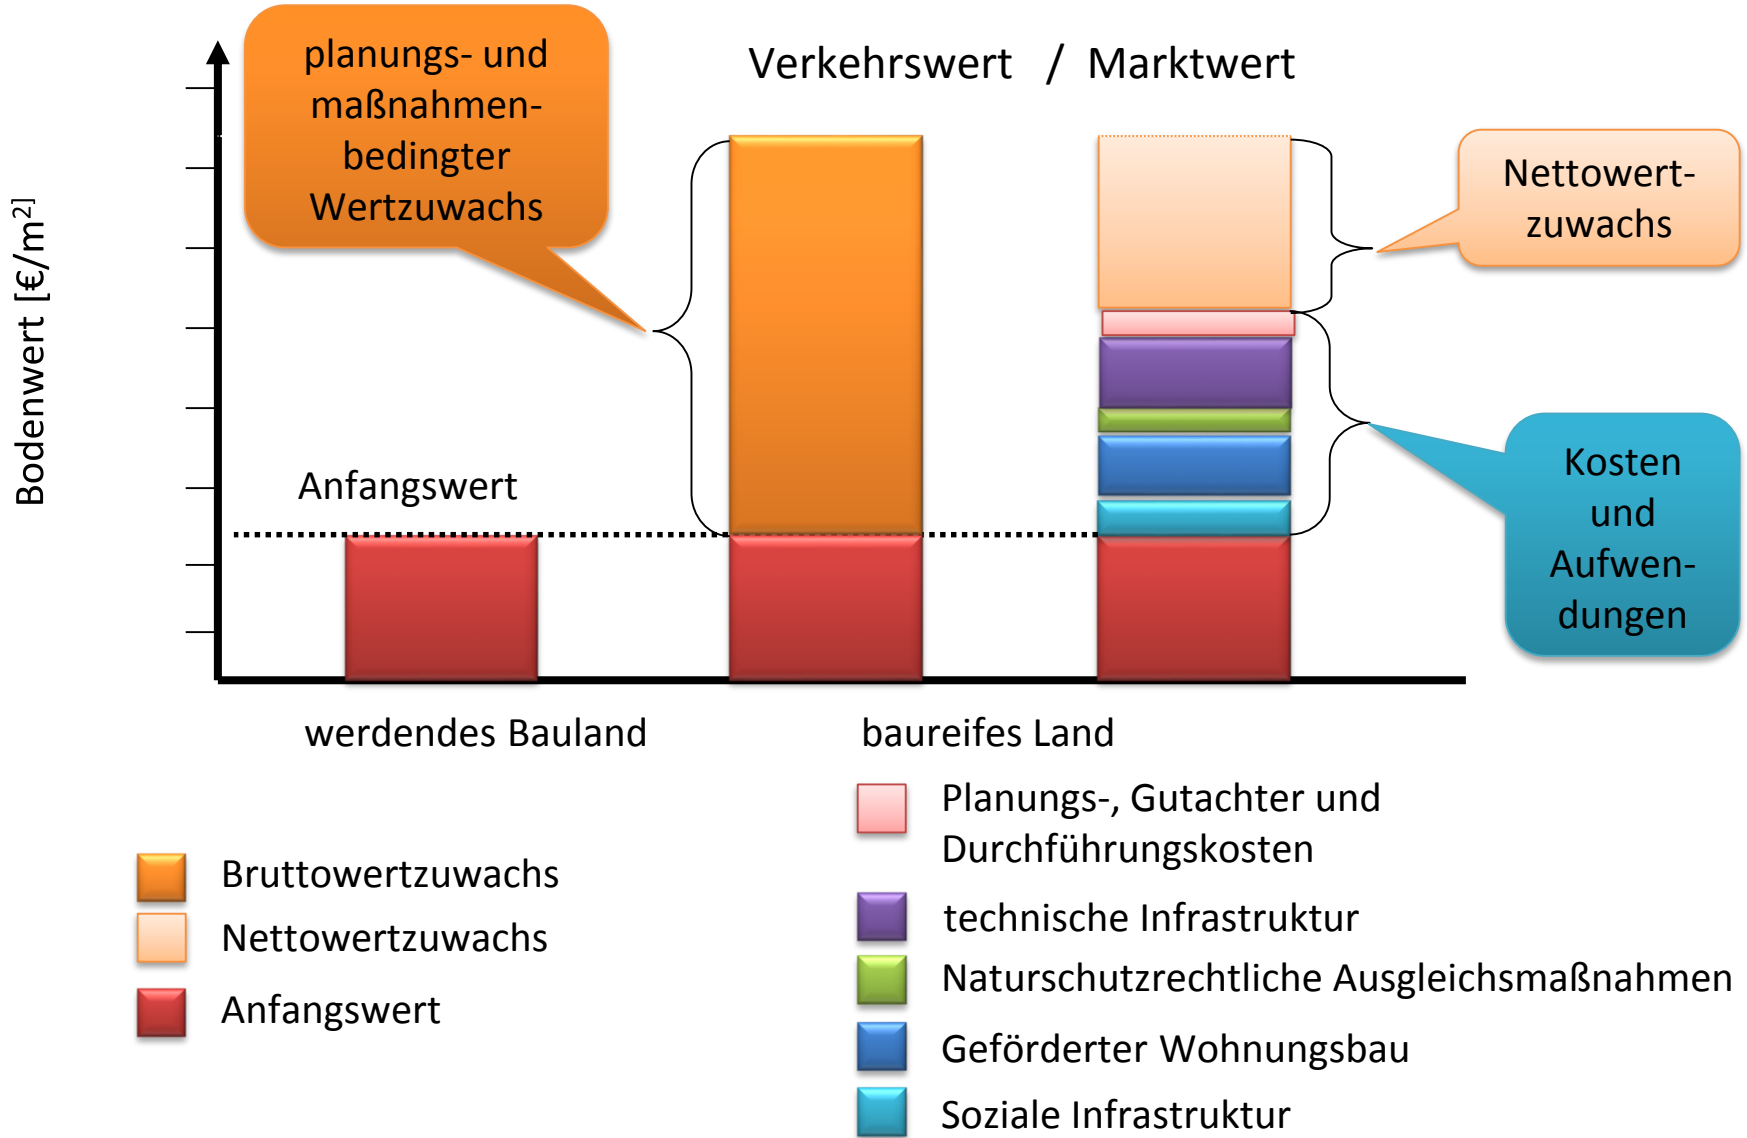 planungs- und
maßnahmen-
bedingter
Wertzuwachs
Verkehrswert / Marktwert
Nettowert-
zuwachs
Bodenwert [€/m²]
Anfangswert
Kosten
und
Aufwen-
dungen
werdendes Bauland
baureifes Land
Bruttowertzuwachs
Nettowertzuwachs
Anfangswert
Planungs-, Gutachter und
Durchführungskosten
technische Infrastruktur
Naturschutzrechtliche Ausgleichsmaßnahmen
Geförderter Wohnungsbau
Soziale Infrastruktur